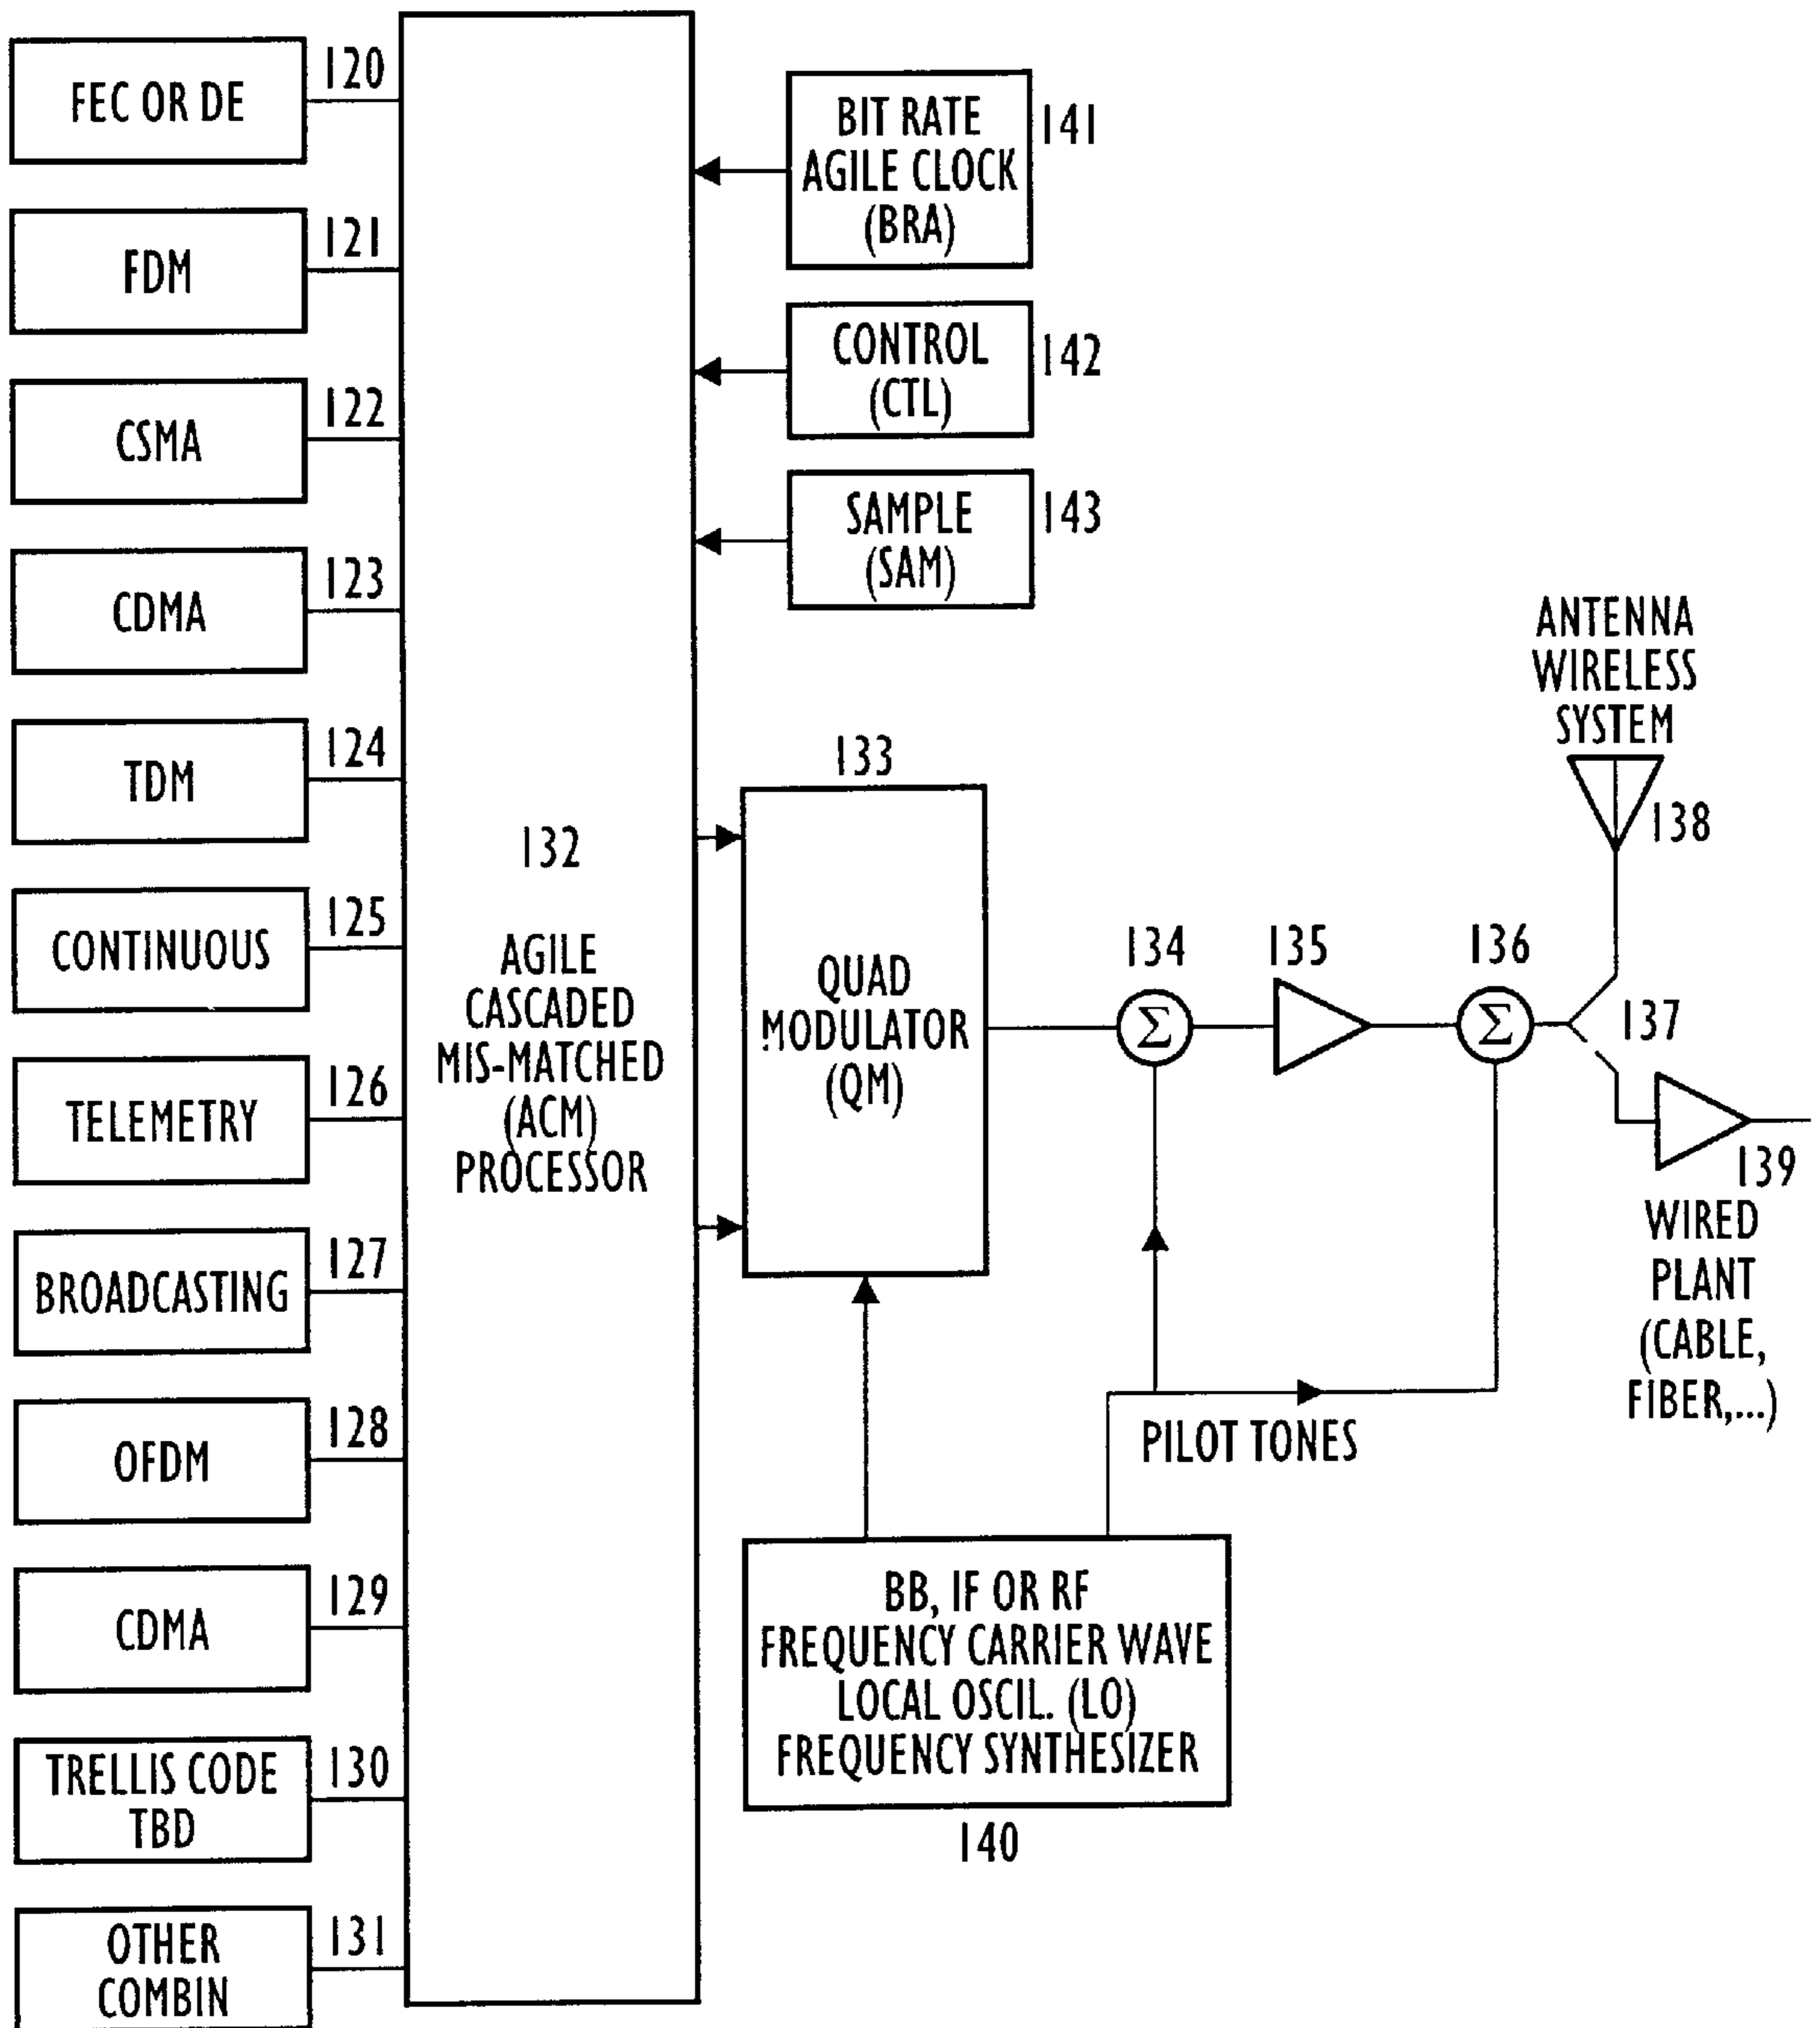 FEC OR DE
120
FDM
121
CSMA
122
CDMA
123
TDM
124
CONTINUOUS
125
TELEMETRY
126
BROADCASTING
127
OFDM
128
CDMA
129
TRELLIS CODE
TBD
130
OTHER
COMBIN
131
132
AGILE
CASCADED
MIS-MATCHED
(ACM)
PROCESSOR
BIT RATE
AGILE CLOCK
(BRA)
141
CONTROL
(CTL)
142
SAMPLE
(SAM)
143
133
QUAD
MODULATOR
(QM)
134
Σ
135
136
Σ
137
ANTENNA
WIRELESS
SYSTEM
138
139
WIRED
PLANT
(CABLE,
FIBER,...)
PILOT TONES
BB, IF OR RF
FREQUENCY CARRIER WAVE
LOCAL OSCIL. (LO)
FREQUENCY SYNTHESIZER
140